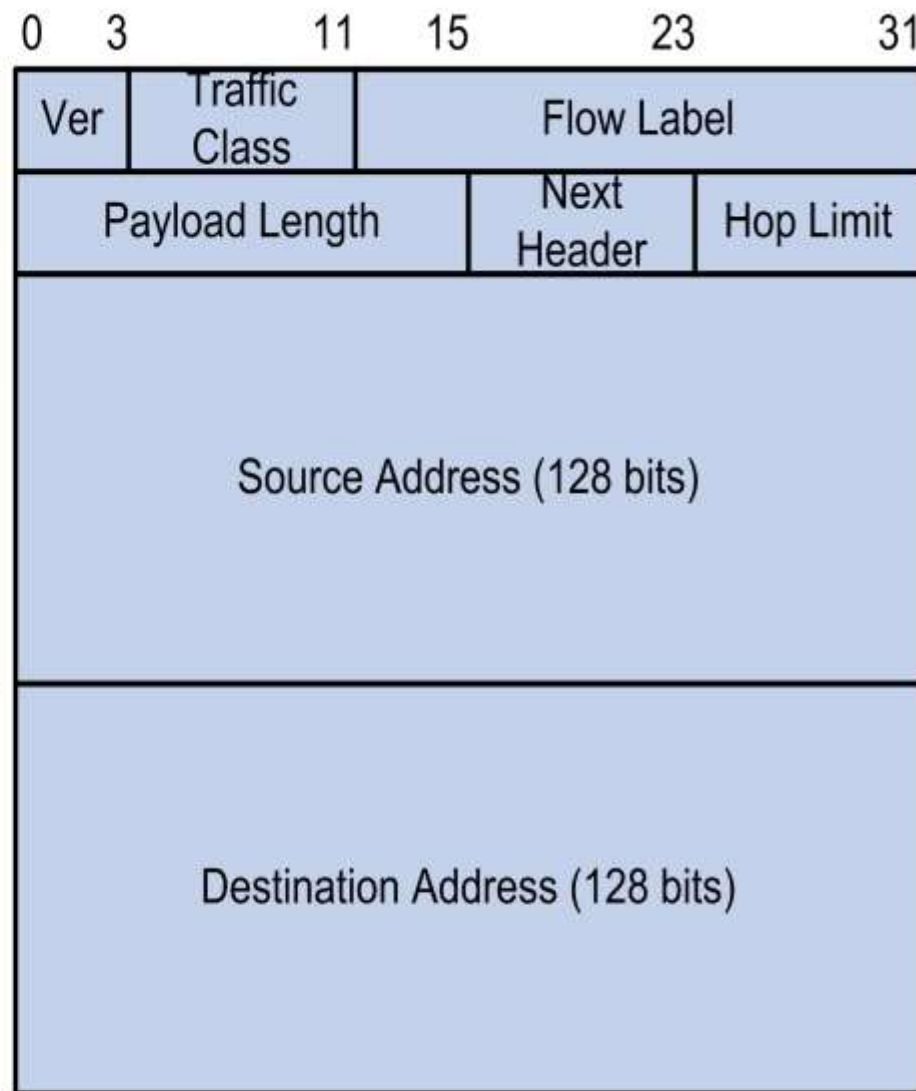 0 3 11 15 23 31
Ver Traffic Class Flow Label
Payload Length Next Header Hop Limit
Source Address (128 bits)
Destination Address (128 bits)